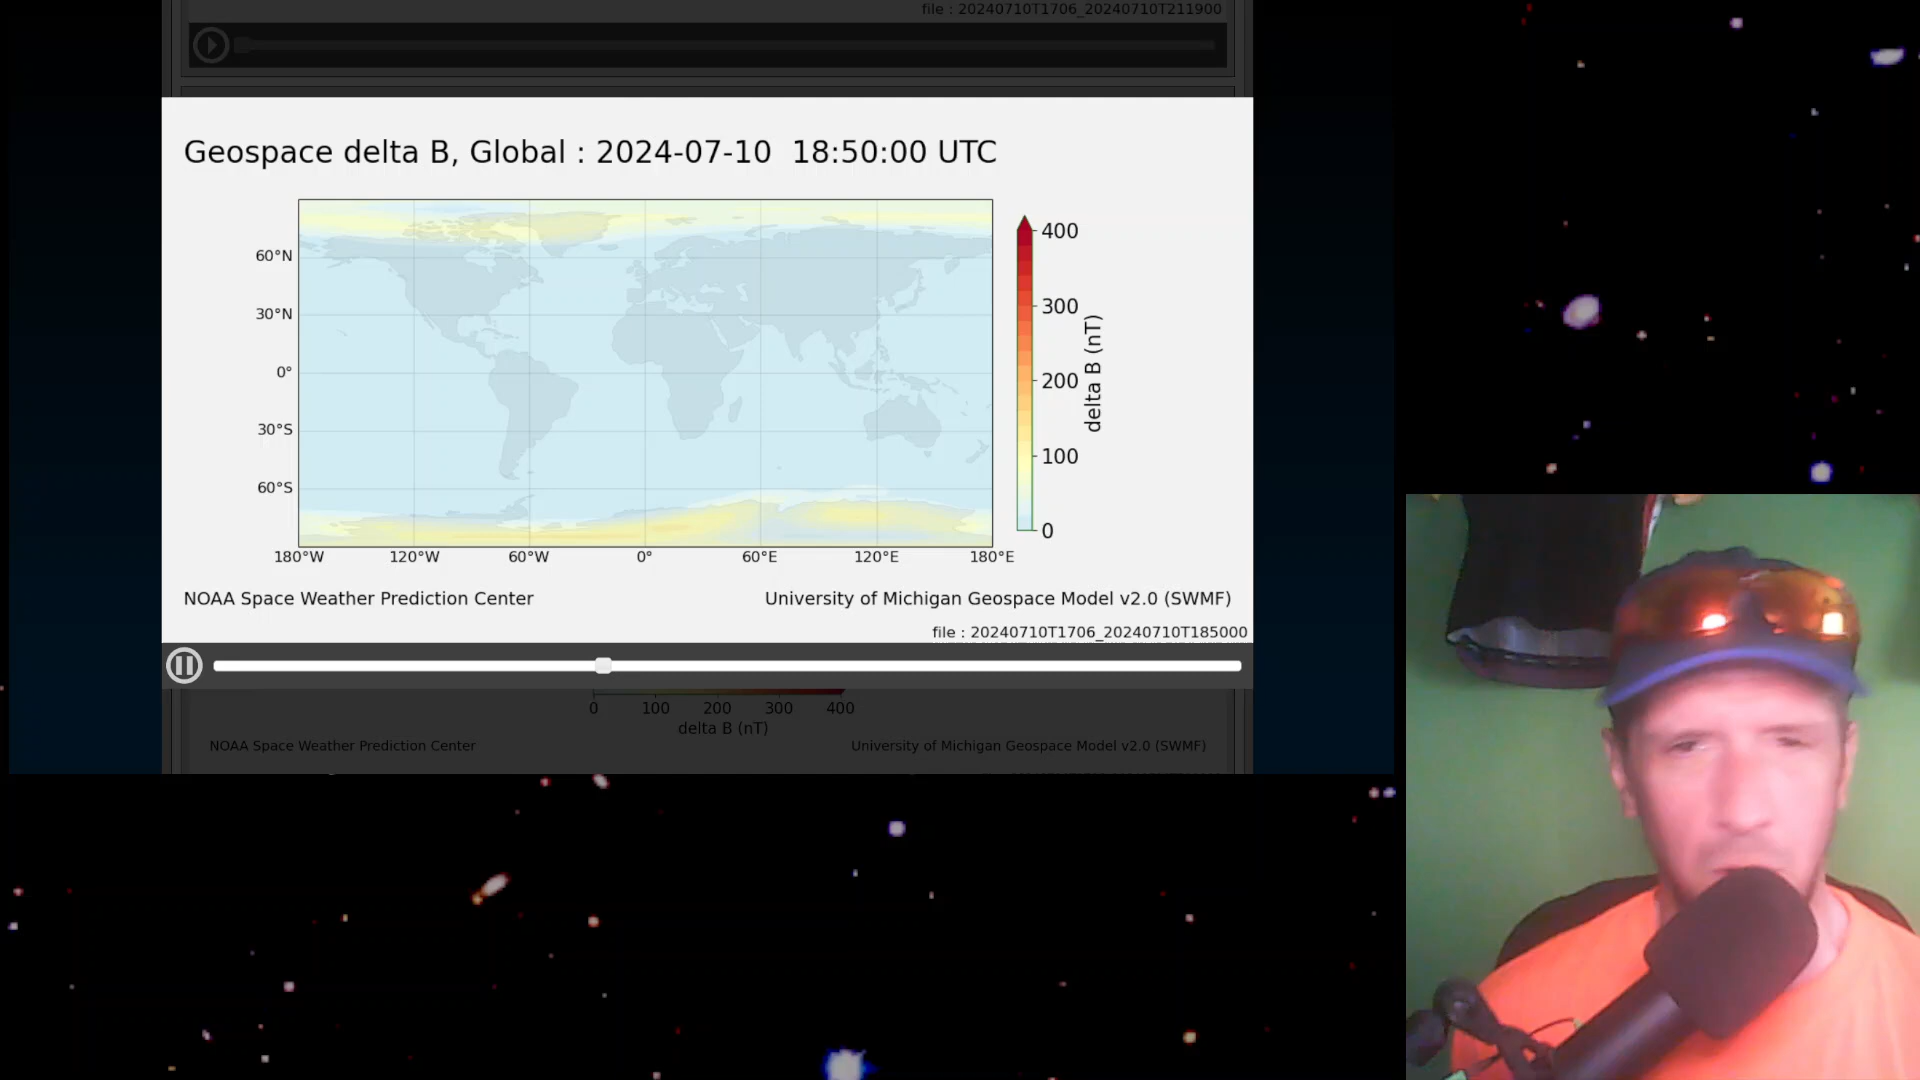 file : 20240710T1706_20240710T211900
Geospace delta B, Global : 2024-07-10 18:50:00 UTC
400
300
200
100
0
delta B (nT)
60°N
30°N
0°
30°S
60°S
180°W 120°W 60°W 0° 60°E 120°E 180°E
NOAA Space Weather Prediction Center
University of Michigan Geospace Model v2.0 (SWMF)
file : 20240710T1706_20240710T185000
0 100 200 300 400
delta B (nT)
NOAA Space Weather Prediction Center
University of Michigan Geospace Model v2.0 (SWMF)